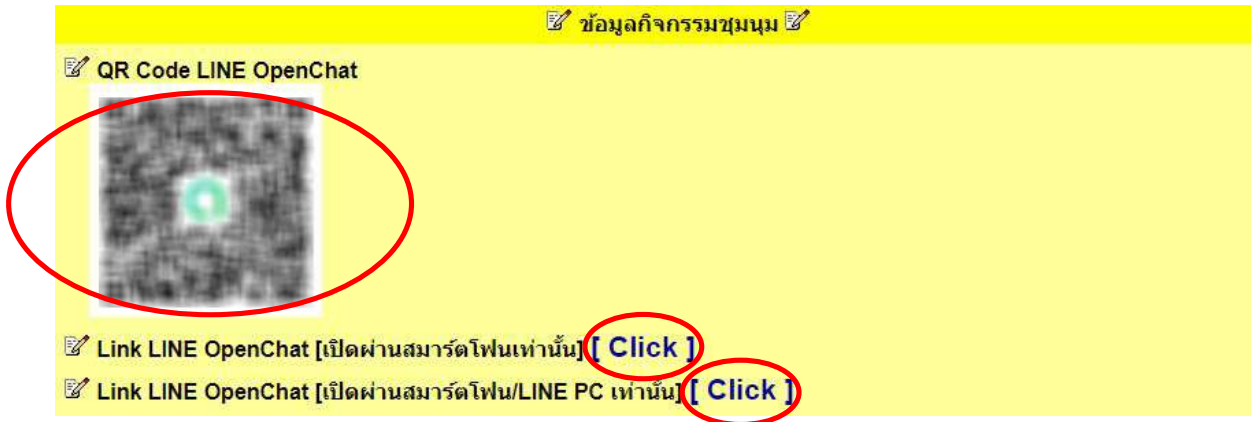 ข้อมูลกิจกรรมชุมนุม
QR Code LINE OpenChat
Link LINE OpenChat [เปิดผ่านสมาร์ตโฟนเท่านั้น] [ Click ]
Link LINE OpenChat [เปิดผ่านสมาร์ตโฟน/LINE PC เท่านั้น] [ Click ]